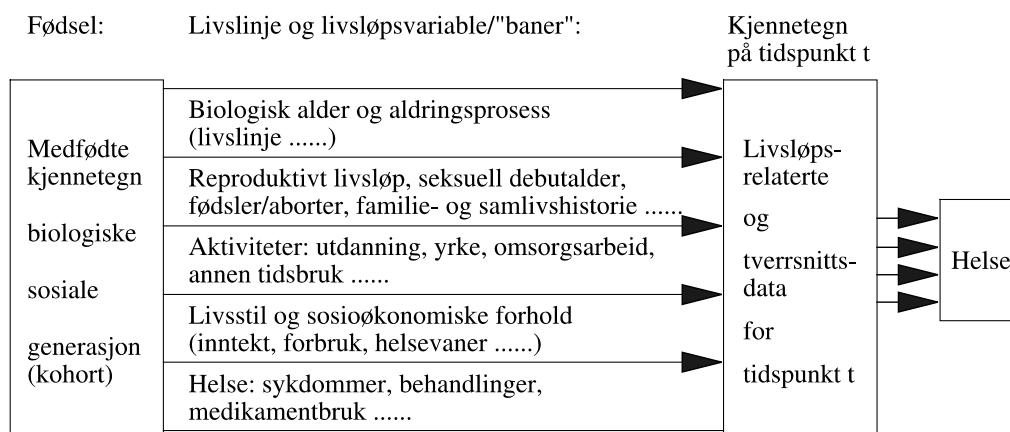 Fødsel:
Livslinje og livsløpsvariable/"baner":
Kjennetegn
på tidspunkt t
Medfødte
kjennetegn
biologiske
sosiale
generasjon
(kohort)
Biologisk alder og aldringsprosess
(livslinje ......)
Reproduktivt livsløp, seksuell debutalder,
fødsler/aborter, familie- og samlivshistorie ......
Aktiviteter: utdanning, yrke, omsorgsarbeid,
annen tidsbruk ......
Livsstil og sosioøkonomiske forhold
(inntekt, forbruk, helsevaner ......)
Helse: sykdommer, behandlinger,
medikamentbruk ......
Livsløps-
relaterte
og
tverrsnitts-
data
for
tidspunkt t
Helse